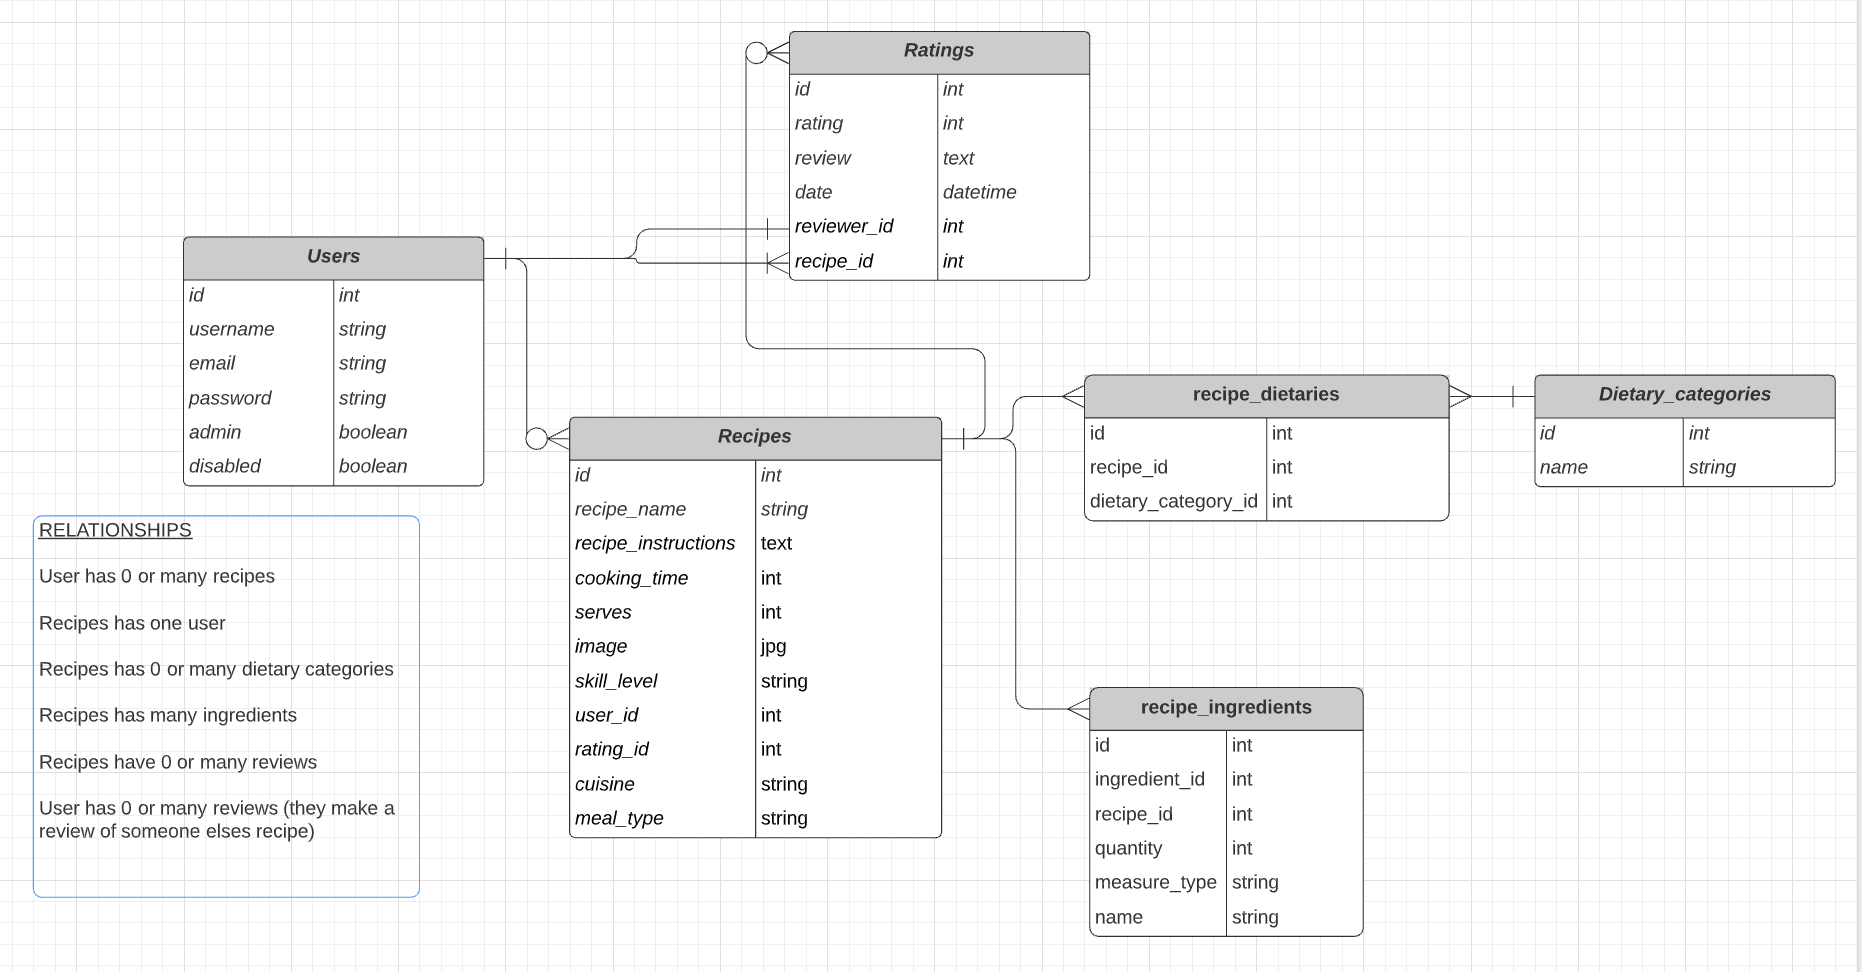 Ratings
id int
rating int
review text
date datetime
reviewer_id int
recipe_id int
Users
id int
username string
email string
password string
admin boolean
disabled boolean
RELATIONSHIPS
User has 0 or many recipes
Recipes has one user
Recipes has 0 or many dietary categories
Recipes has many ingredients
Recipes have 0 or many reviews
User has 0 or many reviews (they make a
review of someone elses recipe)
Recipes
id int
recipe_name string
recipe_instructions text
cooking_time int
serves int
image jpg
skill_level string
user_id int
rating_id int
cuisine string
meal_type string
recipe_dietaries
id int
recipe_id int
dietary_category_id int
Dietary_categories
id int
name string
recipe_ingredients
id int
ingredient_id int
recipe_id int
quantity int
measure_type string
name string